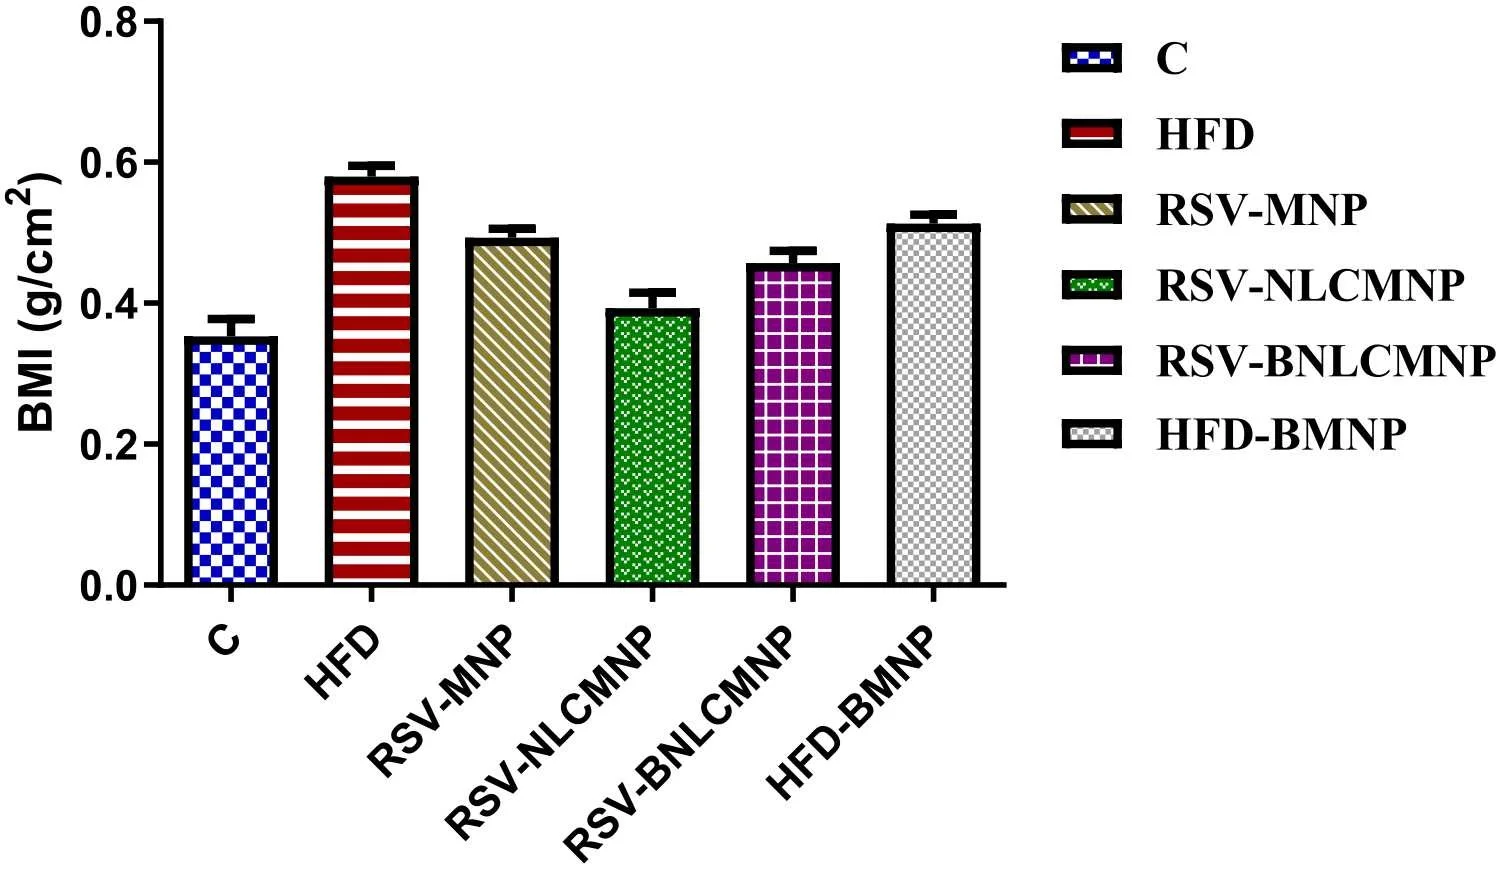 0.8
0.6
0.4
0.2
0.0
BMI (g/cm²)
C
HFD
RSV-MNP
RSV-NLCMNP
RSV-BNLCMNP
HFD-BMNP
C
HFD
RSV-MNP
RSV-NLCMNP
RSV-BNLCMNP
HFD-BMNP